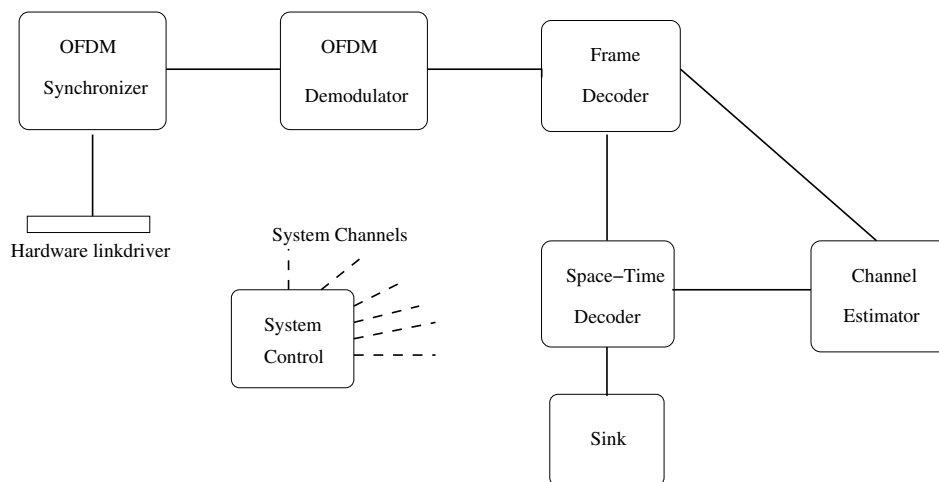 OFDM
Synchronizer
OFDM
Demodulator
Frame
Decoder
Hardware linkdriver
System Channels
System
Control
Space−Time
Decoder
Channel
Estimator
Sink